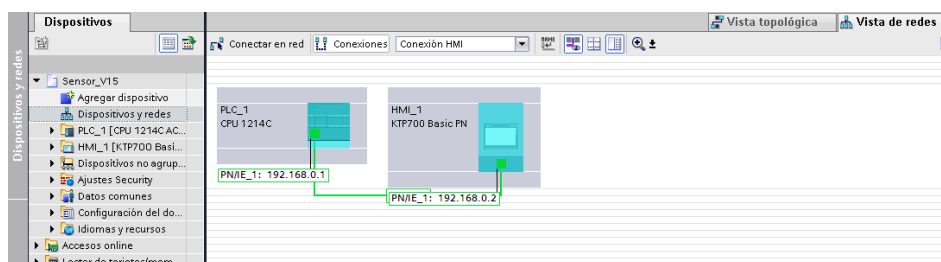 Dispositivos
Vista topológica
Vista de redes
Conectar en red
Conexiones
Conexión HMI
Dispositivos y redes
Sensor_V15
Agregar dispositivo
Dispositivos y redes
PLC_1 [CPU 1214C AC...
HMI_1 [KTP700 Basi...
Dispositivos no agrup...
Ajustes Security
Datos comunes
Configuración del do...
Idiomas y recursos
Accesos online
PLC_1
CPU 1214C
HMI_1
KTP700 Basic PN
PN/IE_1: 192.168.0.1
PN/IE_1: 192.168.0.2